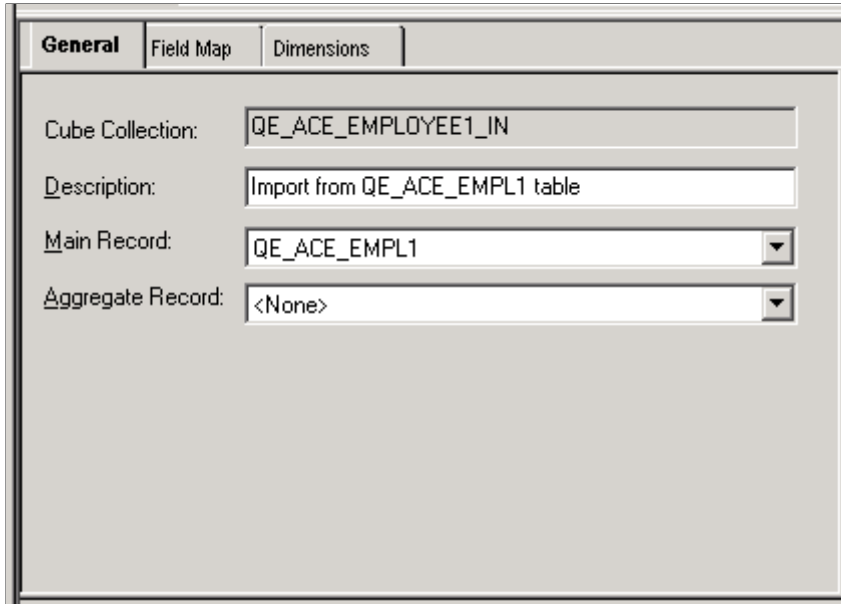 General Field Map Dimensions
Cube Collection: QE_ACE_EMPLOYEE1_IN
Description: Import from QE_ACE_EMPL1 table
Main Record: QE_ACE_EMPL1
Aggregate Record: <None>